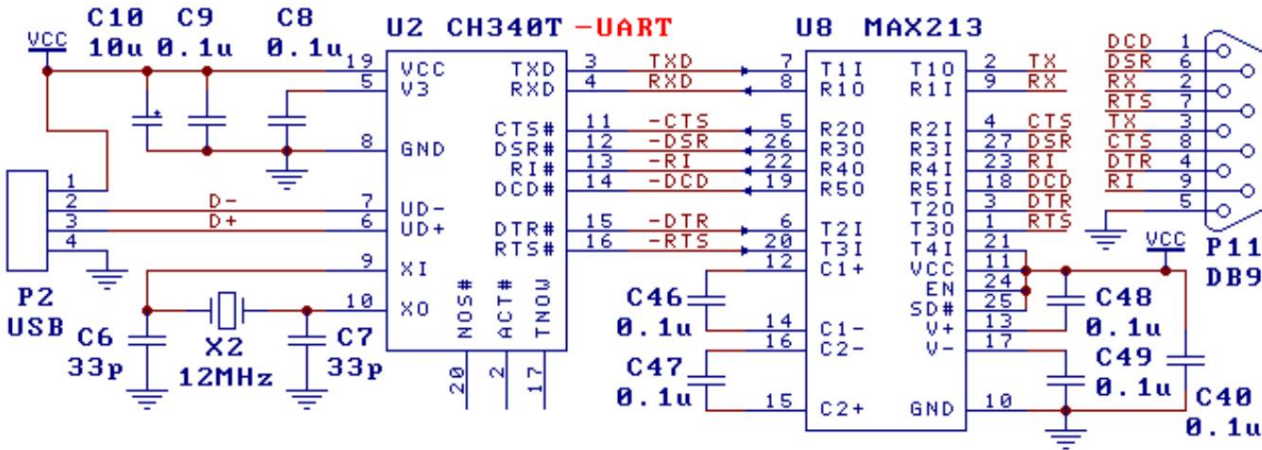 C10 C9 C8 U2 CH340T -UART U8 MAX213
VCC 10u 0.1u 0.1u
19 VCC TXD 3 TXD 7 T1I T1O 2 TX DCD 1
5 V3 RXD 4 RXD 8 R1O R1I 9 RX DSR 6
RX 2
RTS 7
CTS# 11 -CTS 5 R2O R2I 4 CTS TX 3
8 GND DSR# 12 -DSR 26 R3O R3I 27 DSR CTS 8
RI# 13 -RI 22 R4O R4I 23 RI DTR 4
1 DCD# 14 -DCD 19 R5O R5I 18 DCD RI 9
2 D- 7 UD- T2O 3 DTR 5
3 D+ 6 UD+ DTR# 15 -DTR 6 T2I T3O 1 RTS
4 RTS# 16 -RTS 20 T3I T4I 21 VCC P11
9 XI 12 C1+ VCC 11 DB9
P2 EN 24
USB C46 C48
10 XO 0.1u SD# 25 0.1u
NOS# ACT# TNOW
C6 X2 C7 14 C1- V+ 13
33p 12MHz 33p 16 C2- V- 17
C47 C49
20 2 17 0.1u 0.1u C40
15 C2+ GND 10 0.1u